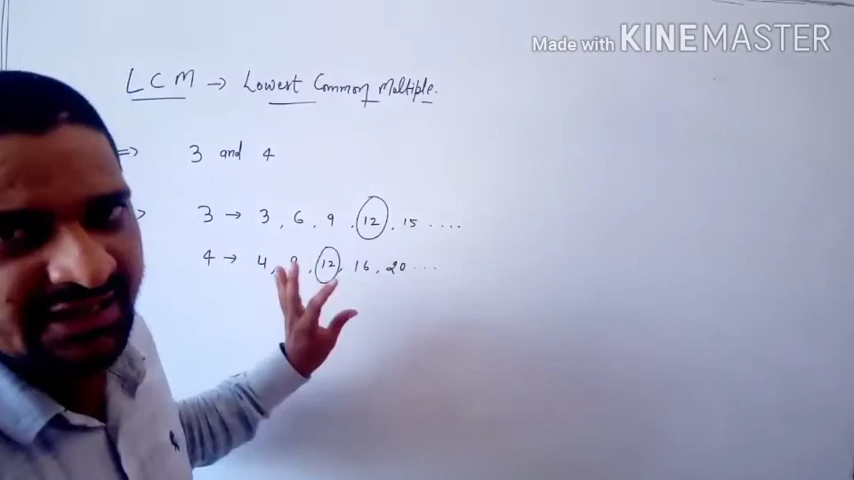 Made with KINEMASTER
LCM → Lowest Common Multiple.
⇒ 3 and 4
3 → 3, 6, 9, 12, 15 ....
4 → 4, 8, 12, 16, 20 ...